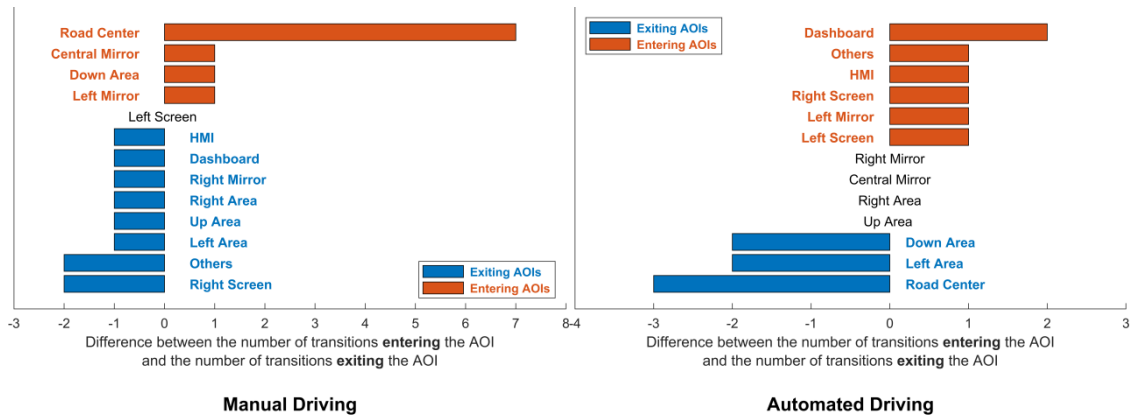 Road Center
Central Mirror
Down Area
Left Mirror
Left Screen
HMI
Dashboard
Right Mirror
Right Area
Up Area
Left Area
Others
Right Screen
Exiting AOIs
Entering AOIs
-3 -2 -1 0 1 2 3 4 5 6 7 8
Difference between the number of transitions entering the AOI
and the number of transitions exiting the AOI
Manual Driving
Exiting AOIs
Entering AOIs
Dashboard
Others
HMI
Right Screen
Left Mirror
Left Screen
Right Mirror
Central Mirror
Right Area
Up Area
Down Area
Left Area
Road Center
-4 -3 -2 -1 0 1 2 3
Difference between the number of transitions entering the AOI
and the number of transitions exiting the AOI
Automated Driving